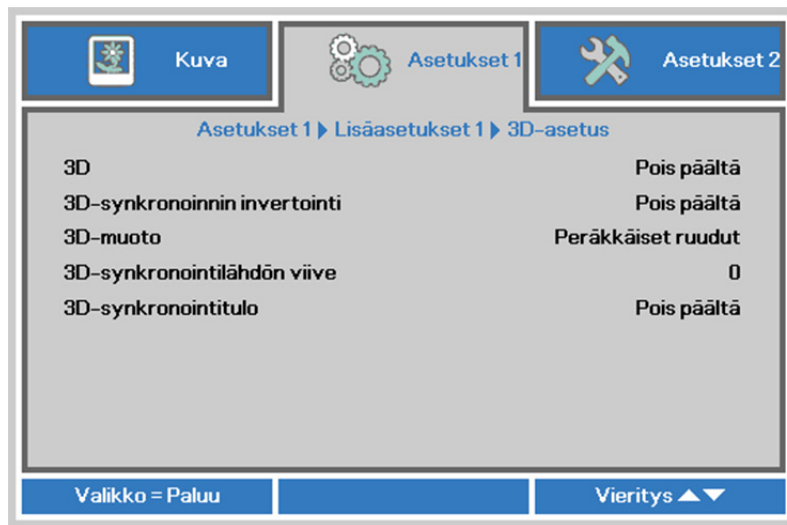 Kuva
Asetukset 1
Asetukset 2
Asetukset 1 ▶ Lisäasetukset 1 ▶ 3D-asetus
3D Pois päältä
3D-synkronoinnin invertointi Pois päältä
3D-muoto Peräkkäiset ruudut
3D-synkronointilähdön viive 0
3D-synkronointitulo Pois päältä
Valikko = Paluu
Vieritys ▲▼